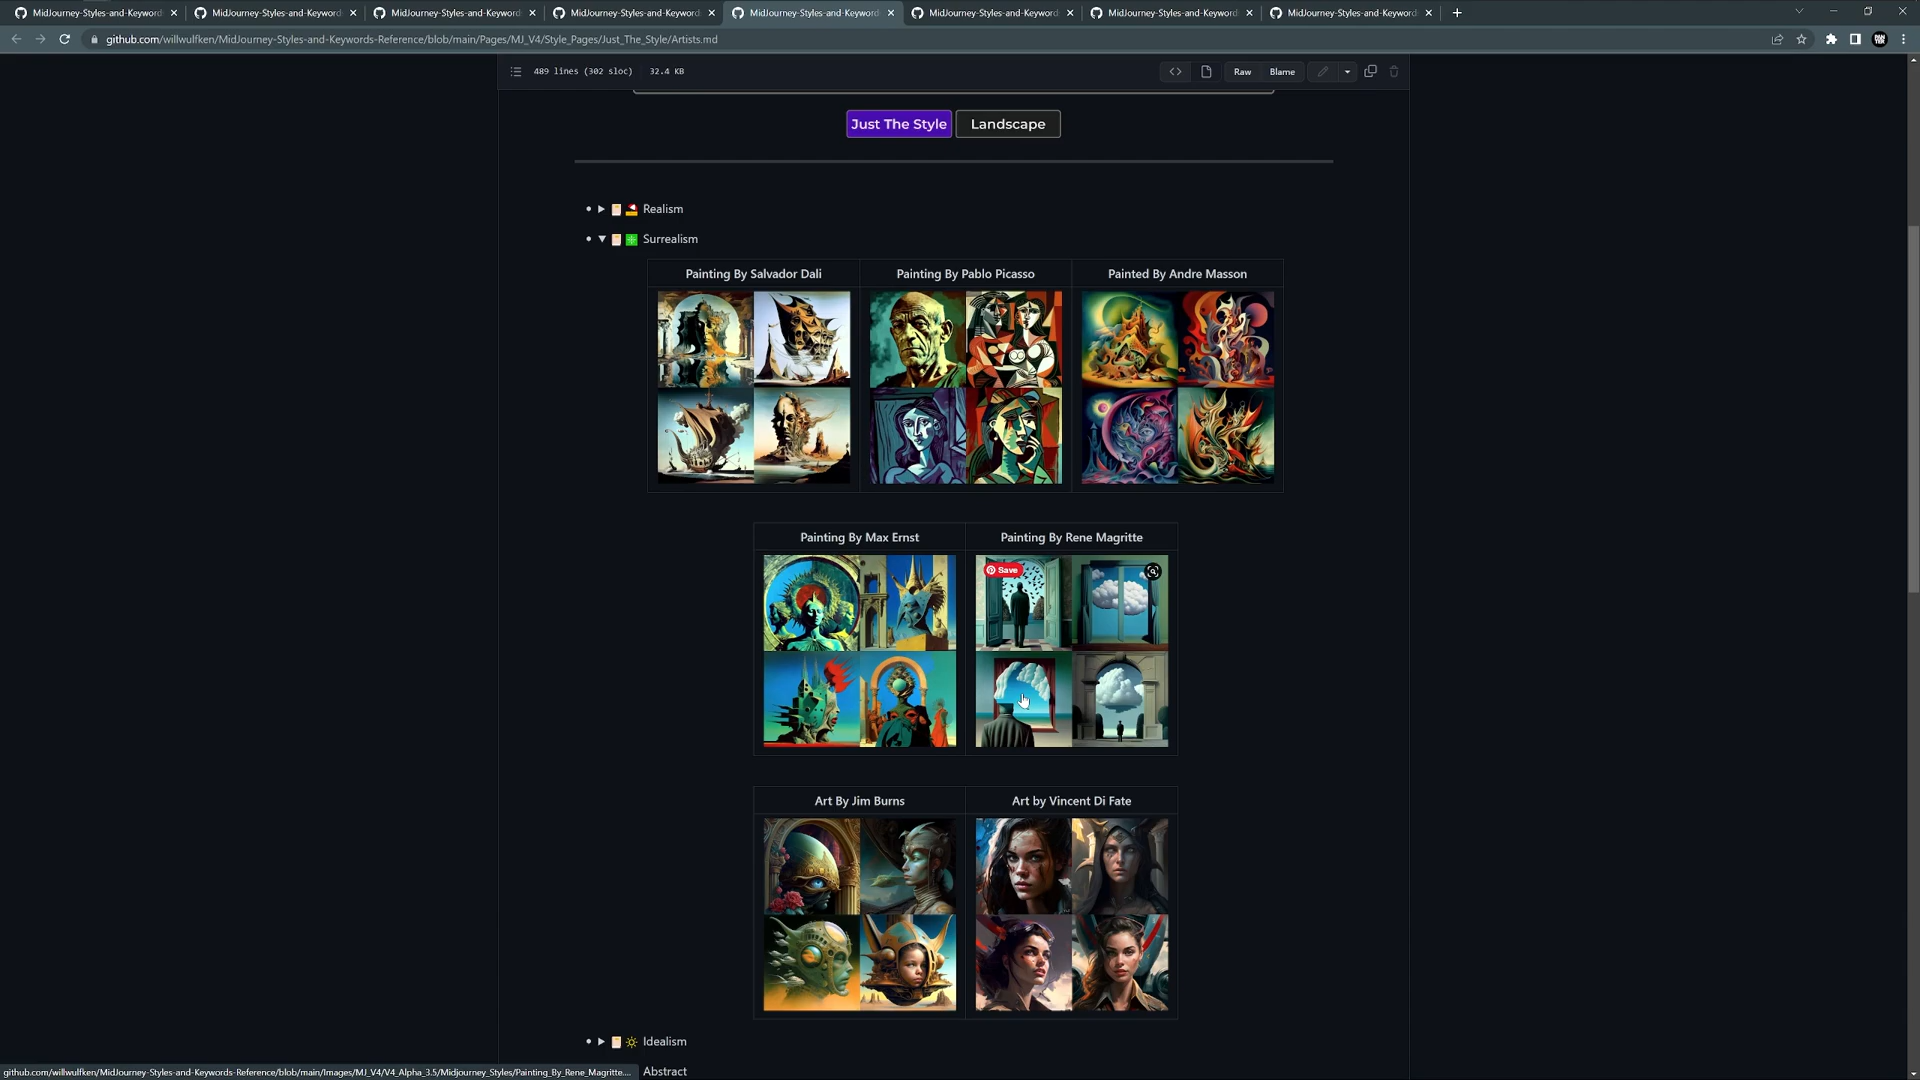 MidJourney-Styles-and-Keyword MidJourney-Styles-and-Keyword MidJourney-Styles-and-Keyword MidJourney-Styles-and-Keyword MidJourney-Styles-and-Keyword MidJourney-Styles-and-Keyword MidJourney-Styles-and-Keyword MidJourney-Styles-and-Keyword
github.com/willwulfken/MidJourney-Styles-and-Keywords-Reference/blob/main/Pages/MJ_V4/Style_Pages/Just_The_Style/Artists.md
489 lines (302 sloc) 32.4 KB Raw Blame
Just The Style Landscape
Realism
Surrealism
Painting By Salvador Dali Painting By Pablo Picasso Painted By Andre Masson
Painting By Max Ernst Painting By Rene Magritte
Save
Art By Jim Burns Art by Vincent Di Fate
Idealism
Abstract
github.com/willwulfken/MidJourney-Styles-and-Keywords-Reference/blob/main/Images/MJ_V4/V4_Alpha_3.5/Midjourney_Styles/Painting_By_Rene_Magritte....